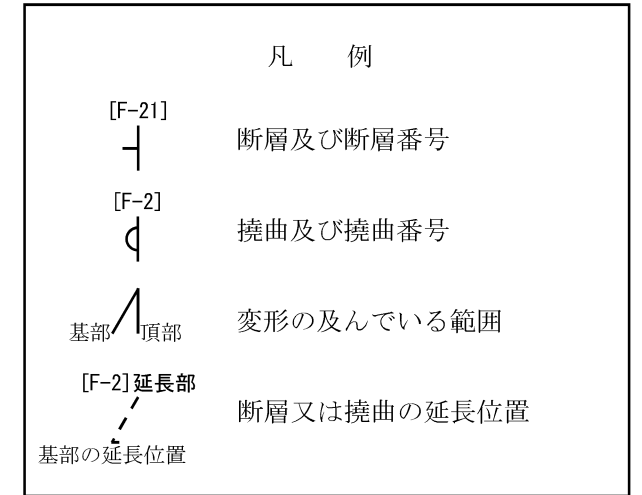 凡　例
[F-21]
断層及び断層番号
[F-2]
撓曲及び撓曲番号
基部 頂部
変形の及んでいる範囲
[F-2]延長部
断層又は撓曲の延長位置
基部の延長位置